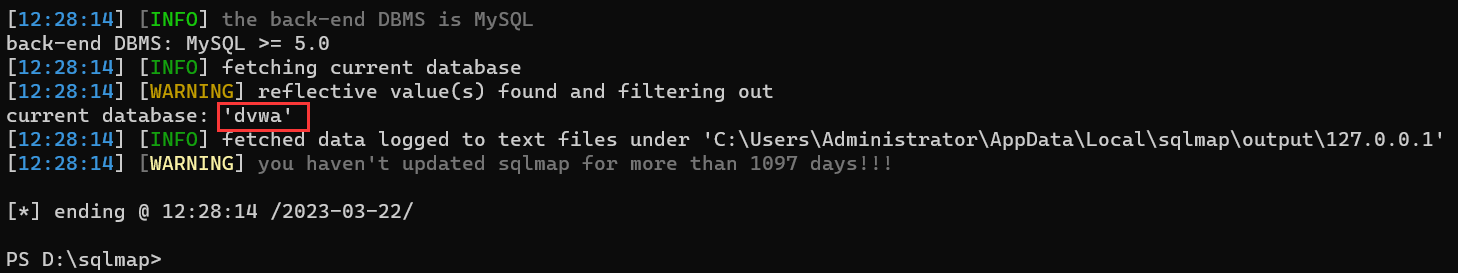 [12:28:14] [INFO] the back-end DBMS is MySQL
back-end DBMS: MySQL >= 5.0
[12:28:14] [INFO] fetching current database
[12:28:14] [WARNING] reflective value(s) found and filtering out
current database: 'dvwa'
[12:28:14] [INFO] fetched data logged to text files under 'C:\Users\Administrator\AppData\Local\sqlmap\output\127.0.0.1'
[12:28:14] [WARNING] you haven't updated sqlmap for more than 1097 days!!!
[*] ending @ 12:28:14 /2023-03-22/
PS D:\sqlmap>